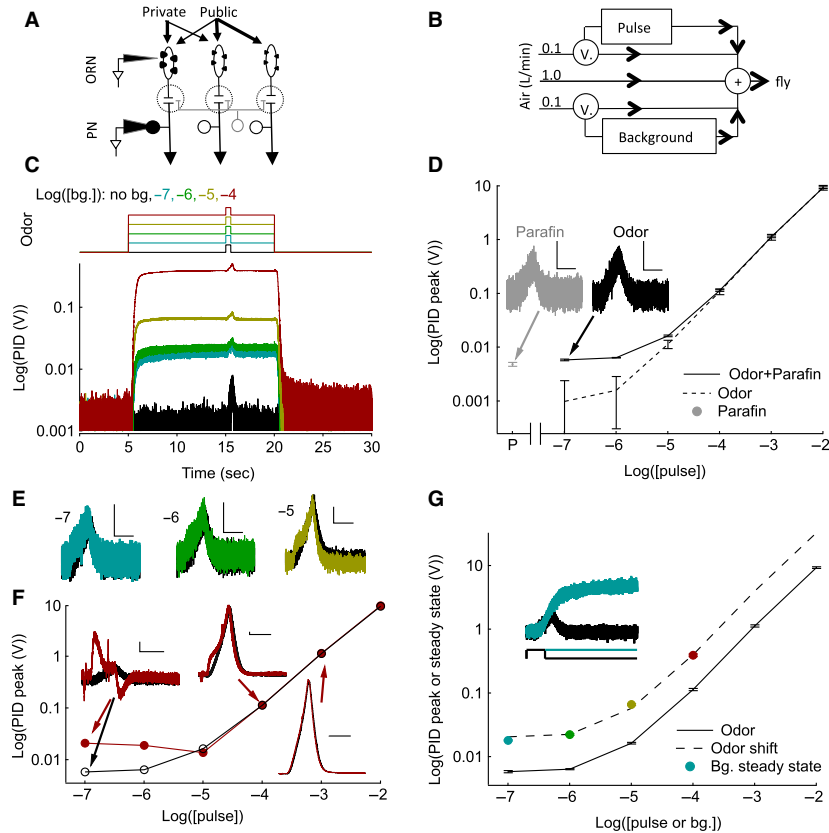 A
Private Public
ORN
PN
B
Air (L/min)
0.1
1.0
0.1
V.
V.
Pulse
Background
+
fly
C
Log([bg.]): no bg, −7, −6, −5, −4
Odor
Log(PID (V))
0.1
0.01
0.001
0 5 10 15 20 25 30
Time (sec)
D
Log(PID peak (V))
10
1
0.1
0.01
0.001
Parafin
Odor
Odor+Parafin
Odor
Parafin
P −7 −6 −5 −4 −3 −2
Log([pulse])
E
−7
−6
−5
F
Log(PID peak (V))
10
1
0.1
0.01
−7 −6 −5 −4 −3 −2
Log([pulse])
G
Log(PID peak or steady state (V))
10
1
0.1
0.01
Odor
Odor shift
Bg. steady state
−7 −6 −5 −4 −3 −2
Log([pulse or bg.])